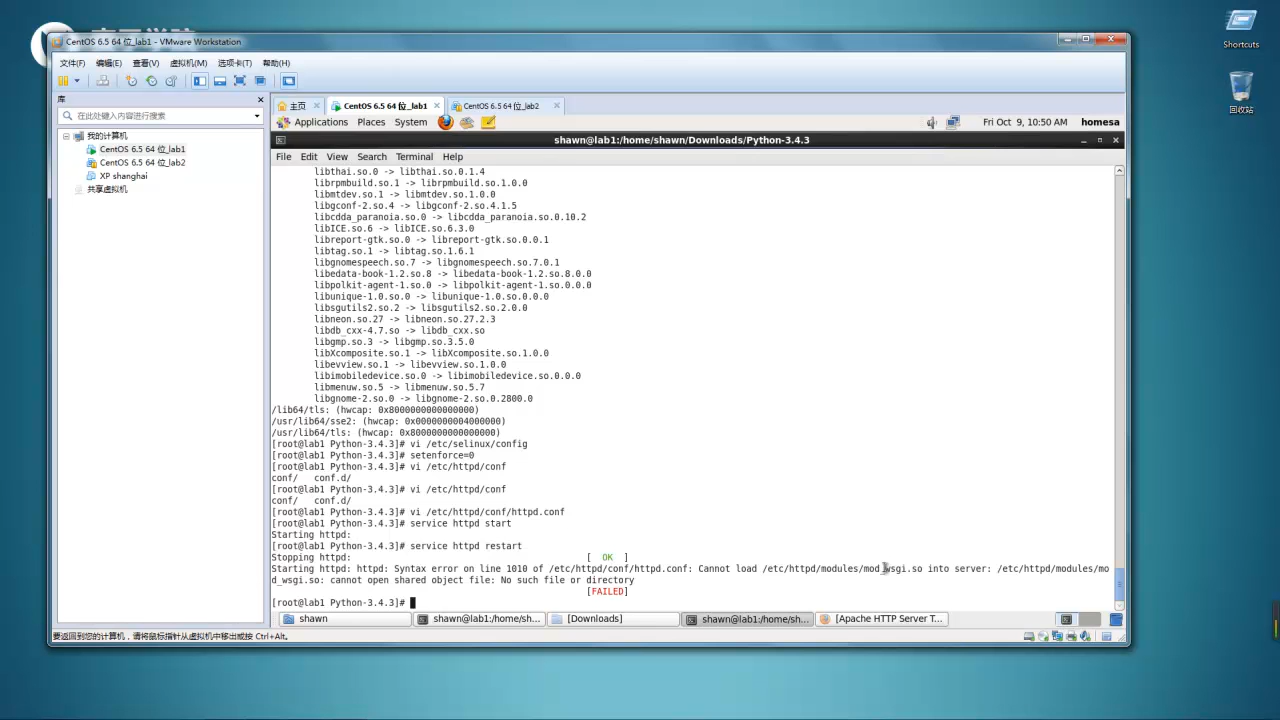 CentOS 6.5 64 位_lab1 - VMware Workstation
文件(F) 编辑(E) 查看(V) 虚拟机(M) 选项卡(T) 帮助(H)
库
在此处键入内容进行搜索
我的计算机
CentOS 6.5 64 位_lab1
CentOS 6.5 64 位_lab2
XP shanghai
共享虚拟机
主页 CentOS 6.5 64 位_lab1 CentOS 6.5 64 位_lab2
Applications Places System Fri Oct 9, 10:50 AM homesa
shawn@lab1:/home/shawn/Downloads/Python-3.4.3
File Edit View Search Terminal Help
libthai.so.0 -> libthai.so.0.1.4
librpmbuild.so.1 -> librpmbuild.so.1.0.0
libmtdev.so.1 -> libmtdev.so.1.0.0
libgconf-2.so.4 -> libgconf-2.so.4.1.5
libcdda_paranoia.so.0 -> libcdda_paranoia.so.0.10.2
libICE.so.6 -> libICE.so.6.3.0
libreport-gtk.so.0 -> libreport-gtk.so.0.0.1
libtag.so.1 -> libtag.so.1.6.1
libgnomespeech.so.7 -> libgnomespeech.so.7.0.1
libedata-book-1.2.so.8 -> libedata-book-1.2.so.8.0.0
libpolkit-agent-1.so.0 -> libpolkit-agent-1.so.0.0.0
libunique-1.0.so.0 -> libunique-1.0.so.0.0.0
libsgutils2.so.2 -> libsgutils2.so.2.0.0
libneon.so.27 -> libneon.so.27.2.3
libdb_cxx-4.7.so -> libdb_cxx.so
libgmp.so.3 -> libgmp.so.3.5.0
libXcomposite.so.1 -> libXcomposite.so.1.0.0
libevview.so.1 -> libevview.so.1.0.0
libimobiledevice.so.0 -> libimobiledevice.so.0.0.0
libmenuw.so.5 -> libmenuw.so.5.7
libgnome-2.so.0 -> libgnome-2.so.0.2800.0
/lib64/tls: (hwcap: 0x8000000000000000)
/usr/lib64/sse2: (hwcap: 0x0000000004000000)
/usr/lib64/tls: (hwcap: 0x8000000000000000)
[root@lab1 Python-3.4.3]# vi /etc/selinux/config
[root@lab1 Python-3.4.3]# setenforce=0
[root@lab1 Python-3.4.3]# vi /etc/httpd/conf
conf/ conf.d/
[root@lab1 Python-3.4.3]# vi /etc/httpd/conf
conf/ conf.d/
[root@lab1 Python-3.4.3]# vi /etc/httpd/conf/httpd.conf
[root@lab1 Python-3.4.3]# service httpd start
Starting httpd:
[root@lab1 Python-3.4.3]# service httpd restart
Stopping httpd: [ OK ]
Starting httpd: httpd: Syntax error on line 1010 of /etc/httpd/conf/httpd.conf: Cannot load /etc/httpd/modules/mod_wsgi.so into server: /etc/httpd/modules/mo
d_wsgi.so: cannot open shared object file: No such file or directory
[FAILED]
[root@lab1 Python-3.4.3]#
shawn shawn@lab1:/home/sh... [Downloads] shawn@lab1:/home/sh... [Apache HTTP Server T...
要返回到您的计算机，请将鼠标指针从虚拟机中移出或按 Ctrl+Alt。
Shortcuts
回收站